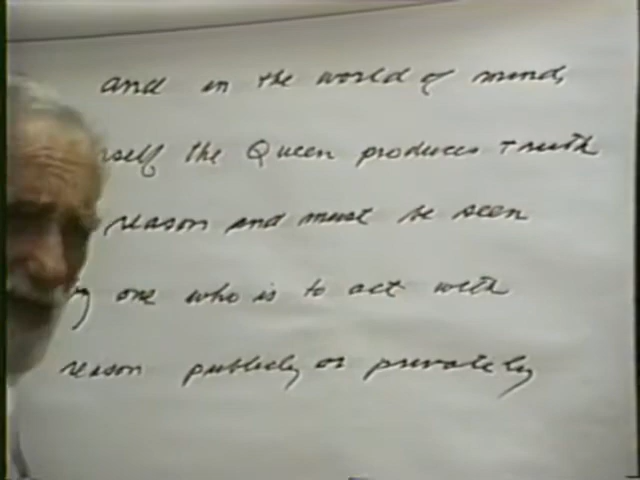 and in the world of mind,
rself the Queen produces truth
reason and must be seen
one who is to act with
reason publicly or privately